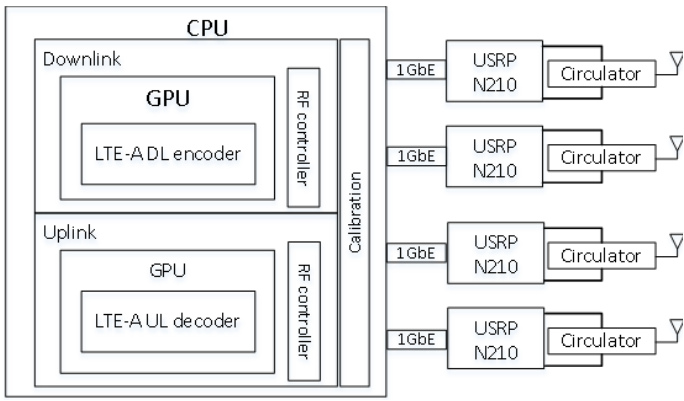 CPU
Downlink
GPU
LTE-A DL encoder
RF controller
Uplink
GPU
LTE-A UL decoder
RF controller
Calibration
1GbE
USRP
N210
Circulator
1GbE
USRP
N210
Circulator
1GbE
USRP
N210
Circulator
1GbE
USRP
N210
Circulator